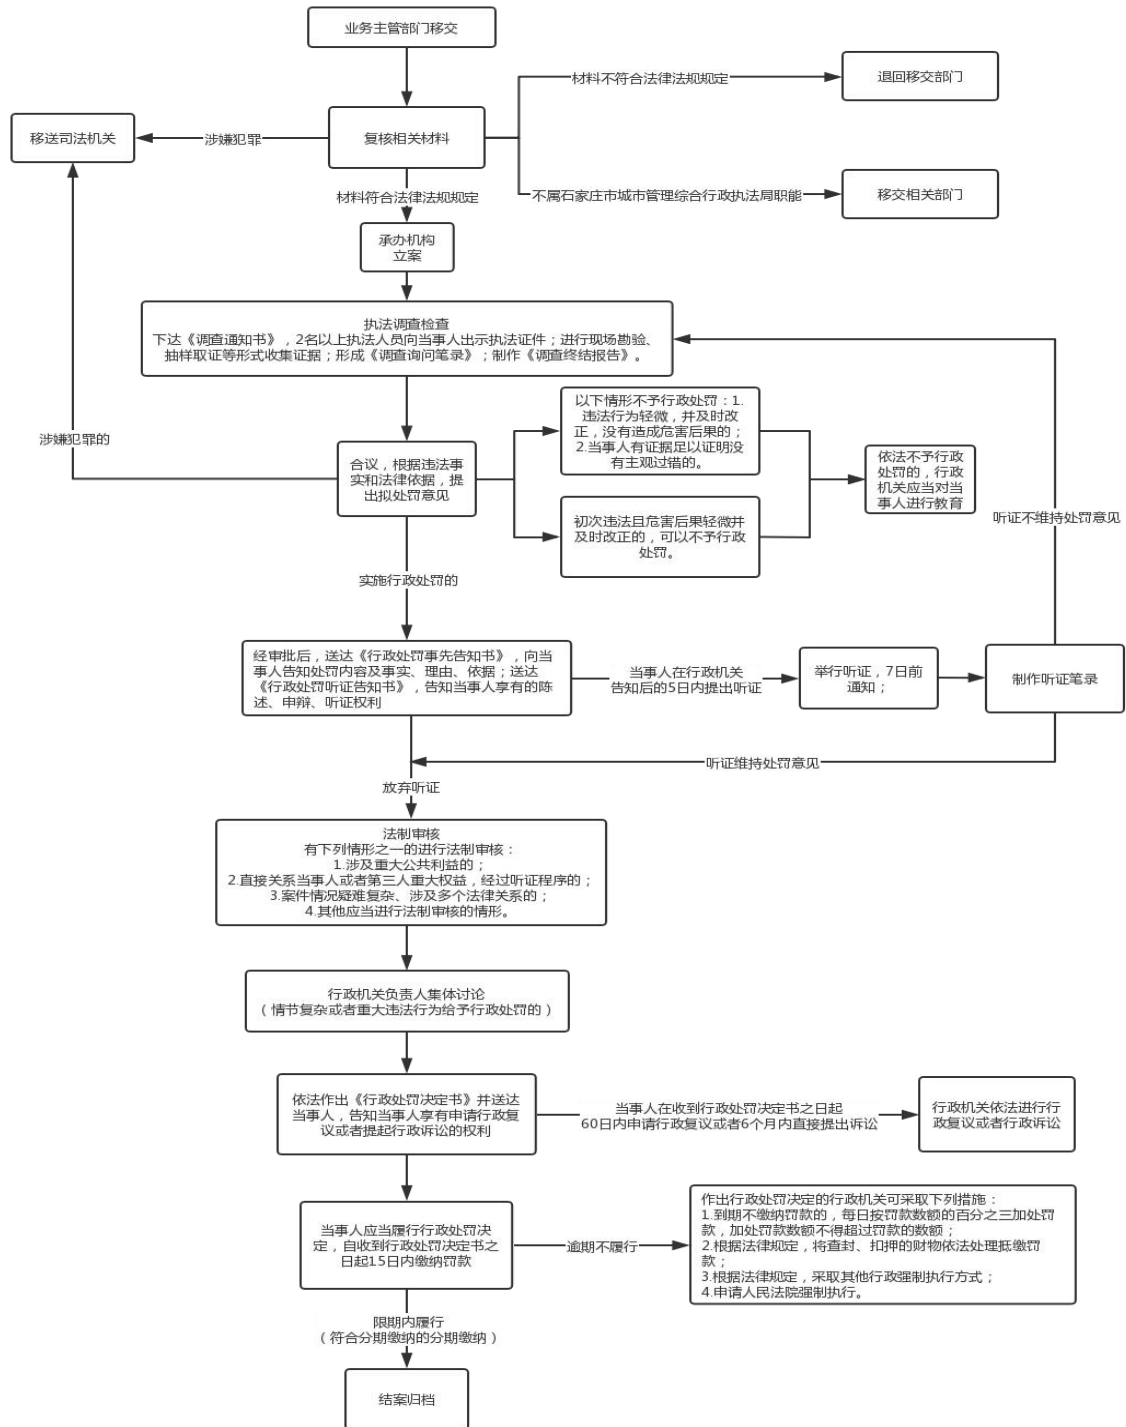 业务主管部门移交
材料不符合法律法规规定
退回移交部门
移送司法机关
涉嫌犯罪
复核相关材料
不属石家庄市城市管理综合行政执法局职能
移交相关部门
材料符合法律法规规定
承办机构
立案
执法调查检查
下达《调查通知书》，2名以上执法人员向当事人出示执法证件；进行现场勘验、
抽样取证等形式收集证据；形成《调查询问笔录》；制作《调查终结报告》。
涉嫌犯罪的
合议，根据违法事
实和法律依据，提
出拟处罚意见
以下情形不予行政处罚：1.
违法行为轻微，并及时改
正，没有造成危害后果的；
2.当事人有证据足以证明没
有主观过错的。
初次违法且危害后果轻微并
及时改正的，可以不予行政
处罚。
依法不予行政
处罚的，行政
机关应当对当
事人进行教育
听证不维持处罚意见
实施行政处罚的
经审批后，送达《行政处罚事先告知书》，向当
事人告知处罚内容及事实、理由、依据；送达
《行政处罚听证告知书》，告知当事人享有的陈
述、申辩、听证权利
当事人在行政机关
告知后的5日内提出听证
举行听证，7日前
通知；
制作听证笔录
听证维持处罚意见
放弃听证
法制审核
有下列情形之一的进行法制审核：
1.涉及重大公共利益的；
2.直接关系当事人或者第三人重大权益，经过听证程序的；
3.案件情况疑难复杂、涉及多个法律关系的；
4.其他应当进行法制审核的情形。
行政机关负责人集体讨论
（情节复杂或者重大违法行为给予行政处罚的）
依法作出《行政处罚决定书》并送达
当事人，告知当事人享有申请行政复
议或者提起行政诉讼的权利
当事人在收到行政处罚决定书之日起
60日内申请行政复议或者6个月内直接提出诉讼
行政机关依法进行行
政复议或者行政诉讼
当事人应当履行行政处罚决
定，自收到行政处罚决定书之
日起15日内缴纳罚款
逾期不履行
作出行政处罚决定的行政机关可采取下列措施：
1.到期不缴纳罚款的，每日按罚款数额的百分之三加处罚
款，加处罚款数额不得超过罚款的数额；
2.根据法律规定，将查封、扣押的财物依法处理抵缴罚
款；
3.根据法律规定，采取其他行政强制执行方式；
4.申请人民法院强制执行。
限期内履行
（符合分期缴纳的分期缴纳）
结案归档